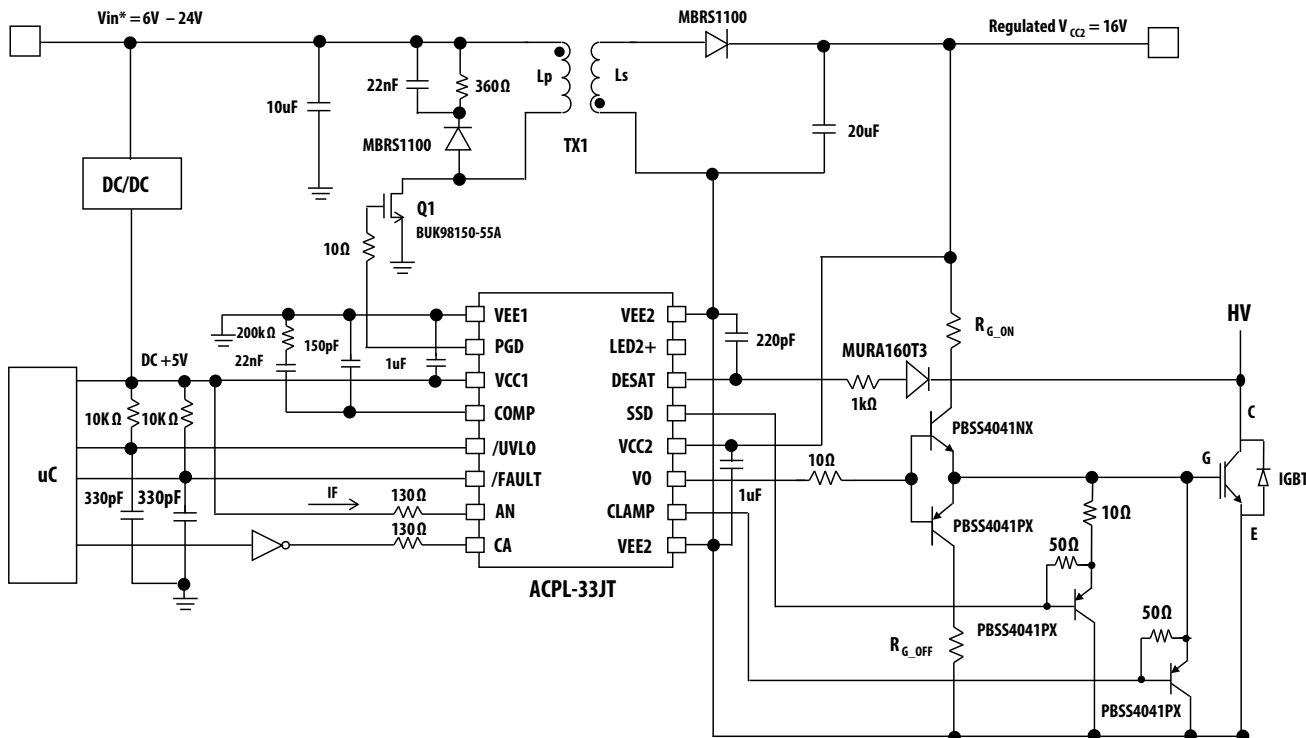 Vin* = 6V – 24V
MBRS1100
Regulated V CC2 = 16V
22nF
360Ω
Lp
Ls
10uF
20uF
MBRS1100
TX1
DC/DC
Q1
BUK98150-55A
10Ω
VEE1
VEE2
HV
200kΩ
150pF
220pF
R G_ON
PGD
LED2+
MURA160T3
22nF
1uF
DC +5V
VCC1
DESAT
1kΩ
10KΩ
10KΩ
COMP
SSD
C
PBSS4041NX
/UVLO
VCC2
10Ω
G
uC
/FAULT
VO
1uF
IGBT
330pF
330pF
IF
130Ω
AN
CLAMP
PBSS4041PX
10Ω
130Ω
CA
VEE2
E
50Ω
ACPL-33JT
50Ω
PBSS4041PX
R G_OFF
PBSS4041PX